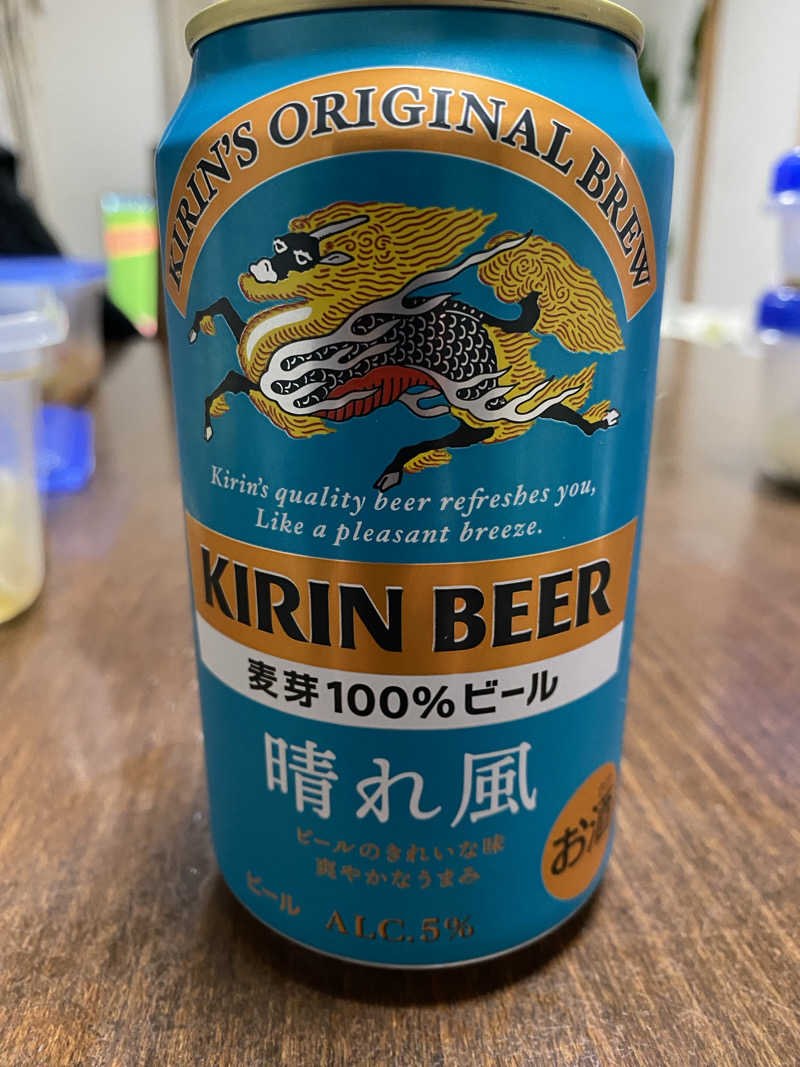 KIRIN'S ORIGINAL BREW
Kirin's quality beer refreshes you,
Like a pleasant breeze.
KIRIN BEER
麦芽100%ビール
晴れ風
ビールのきれいな味
爽やかなうまみ
お酒
ビール ALC.5%